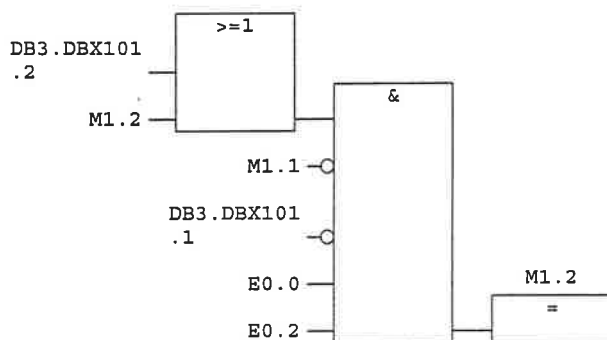 >=1
DB3.DBX101
.2
M1.2
&
M1.1
DB3.DBX101
.1
E0.0
M1.2
=
E0.2